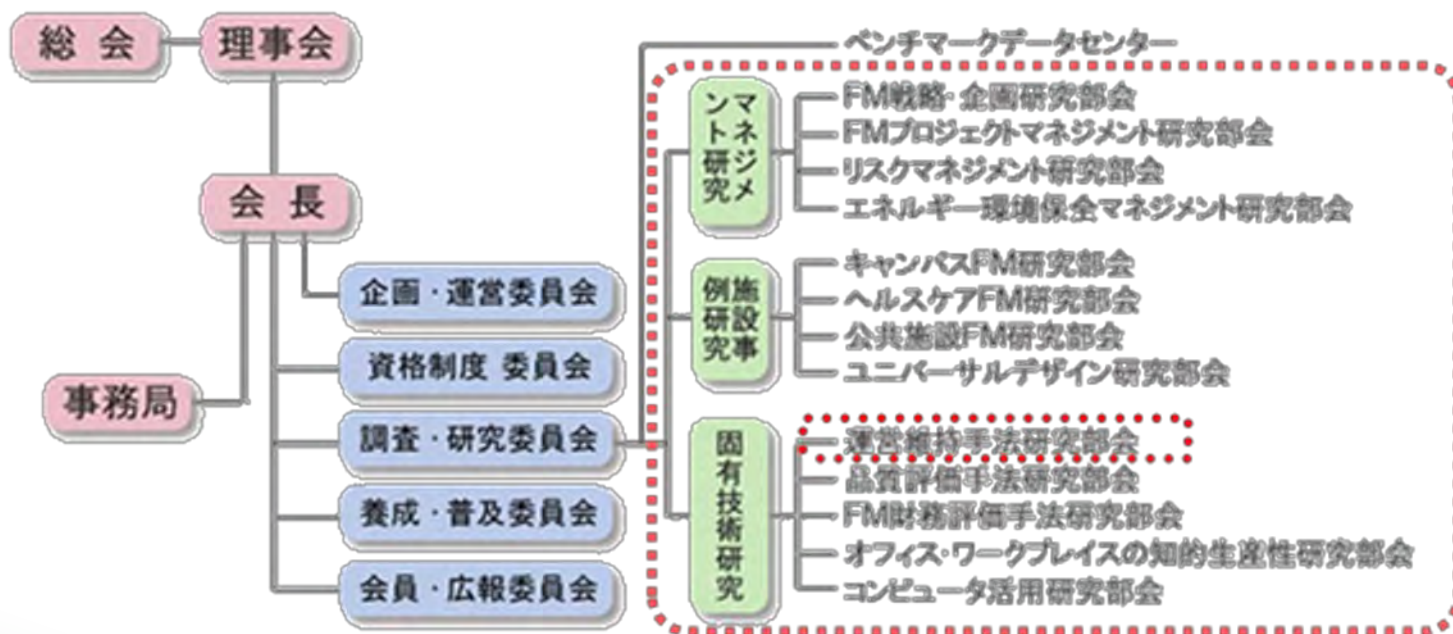 総 会
理事会
会 長
事務局
企画・運営委員会
資格制度 委員会
調査・研究委員会
養成・普及委員会
会員・広報委員会
ベンチマークデータセンター
マネジメ
ント研究
FM戦略・企画研究部会
FMプロジェクトマネジメント研究部会
リスクマネジメント研究部会
エネルギー環境保全マネジメント研究部会
施設事
例研究
キャンパスFM研究部会
ヘルスケアFM研究部会
公共施設FM研究部会
ユニバーサルデザイン研究部会
固有技術研究
運営維持手法研究部会
品質評価手法研究部会
FM財務評価手法研究部会
オフィス・ワークプレイスの知的生産性研究部会
コンピュータ活用研究部会